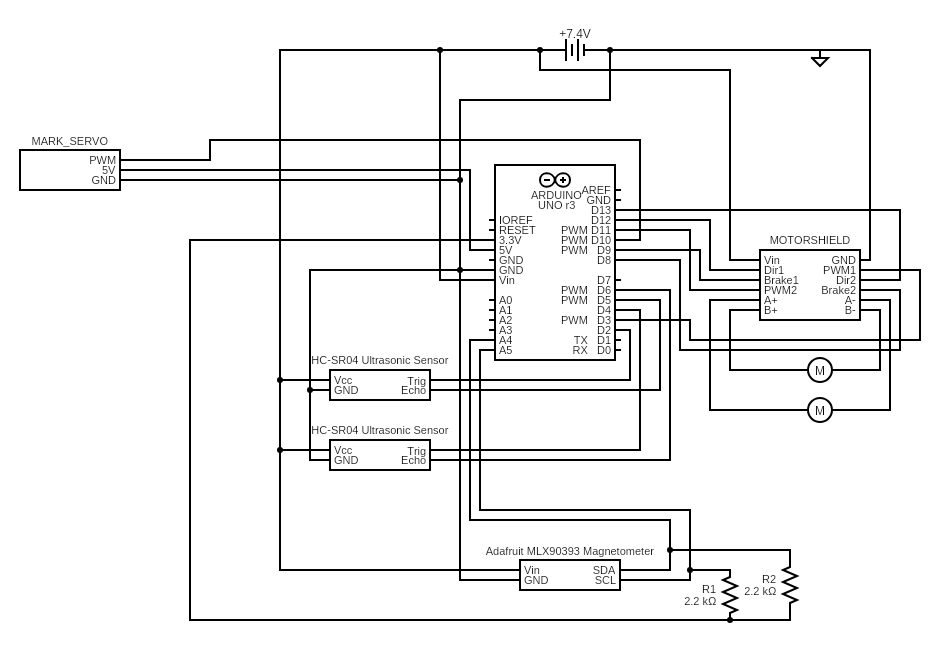 +7.4V
MARK_SERVO
PWM
5V
GND
ARDUINO
UNO r3
AREF
GND
D13
D12
PWM D11
PWM D10
PWM D9
D8
D7
PWM D6
PWM D5
D4
PWM D3
D2
TX D1
RX D0
IOREF
RESET
3.3V
5V
GND
GND
Vin
A0
A1
A2
A3
A4
A5
MOTORSHIELD
Vin GND
Dir1 PWM1
Brake1 Dir2
PWM2 Brake2
A+ A-
B+ B-
M
M
HC-SR04 Ultrasonic Sensor
Vcc Trig
GND Echo
HC-SR04 Ultrasonic Sensor
Vcc Trig
GND Echo
Adafruit MLX90393 Magnetometer
Vin SDA
GND SCL
R1
2.2 kΩ
R2
2.2 kΩ